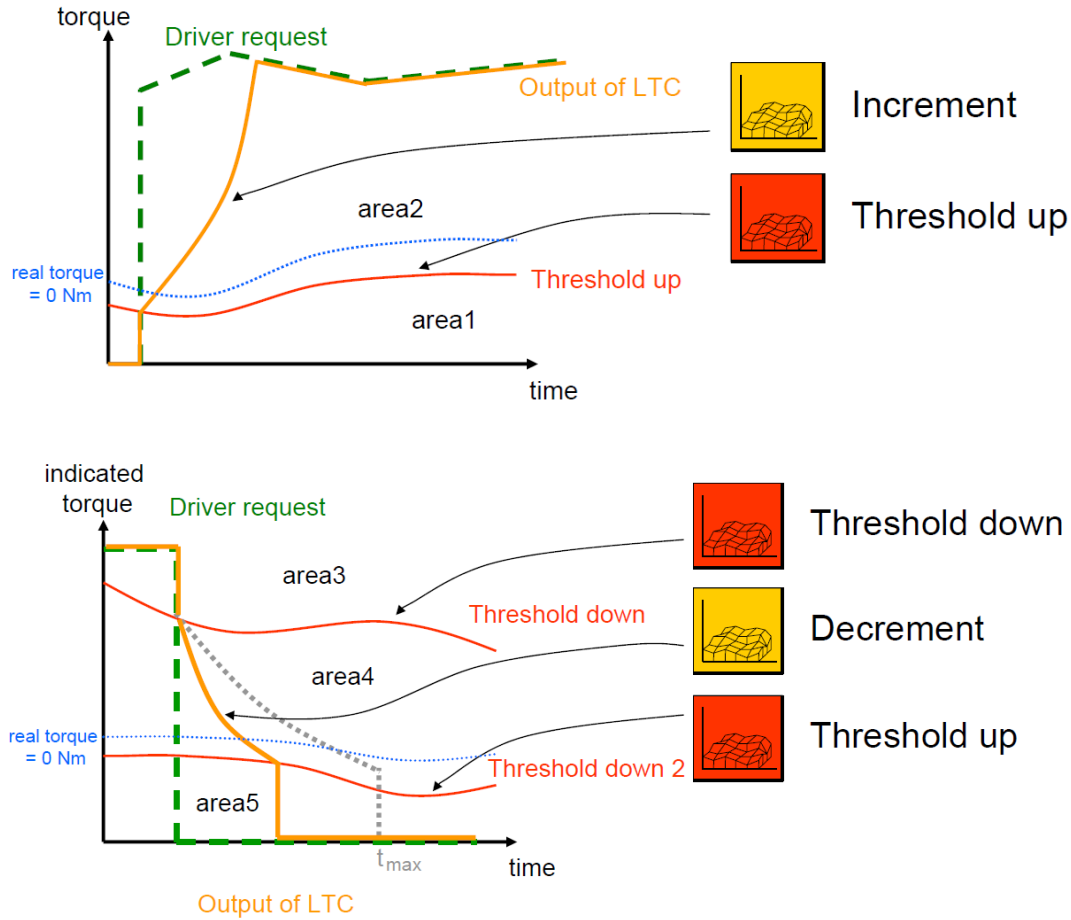 torque
Driver request
Output of LTC
Increment
area2
Threshold up
real torque
= 0 Nm
Threshold up
area1
time
indicated
torque
Driver request
Threshold down
area3
Threshold down
Decrement
area4
real torque
= 0 Nm
Threshold up
Threshold down 2
area5
tmax
time
Output of LTC